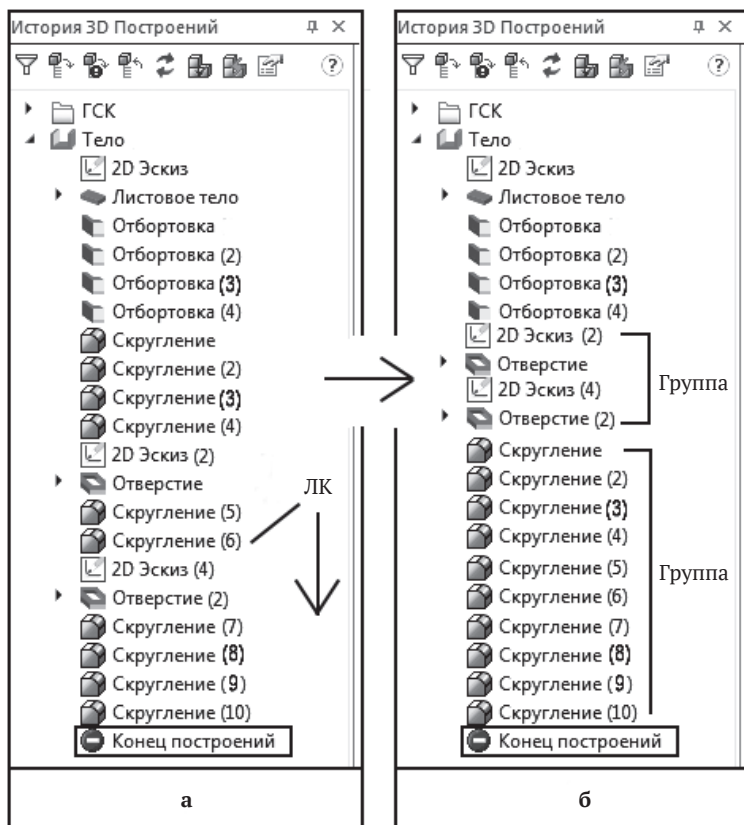 История 3D Построений
ГСК
Тело
2D Эскиз
Листовое тело
Отбортовка
Отбортовка (2)
Отбортовка (3)
Отбортовка (4)
Скругление
Скругление (2)
Скругление (3)
Скругление (4)
2D Эскиз (2)
Отверстие
Скругление (5)
Скругление (6)
2D Эскиз (4)
Отверстие (2)
Скругление (7)
Скругление (8)
Скругление (9)
Скругление (10)
Конец построений
ЛК
а
История 3D Построений
ГСК
Тело
2D Эскиз
Листовое тело
Отбортовка
Отбортовка (2)
Отбортовка (3)
Отбортовка (4)
2D Эскиз (2)
Отверстие
2D Эскиз (4)
Отверстие (2)
Группа
Скругление
Скругление (2)
Скругление (3)
Скругление (4)
Скругление (5)
Скругление (6)
Скругление (7)
Скругление (8)
Скругление (9)
Скругление (10)
Группа
Конец построений
б